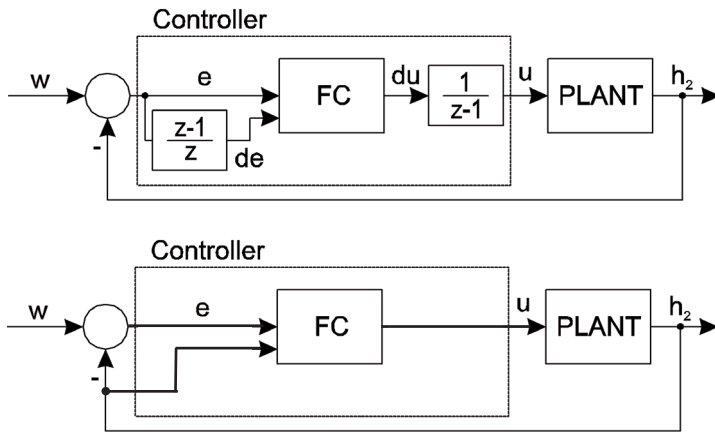 Controller
w
e
FC
du
1
z-1
u
PLANT
h₂
-
z-1
z
de
Controller
w
e
FC
u
PLANT
h₂
-